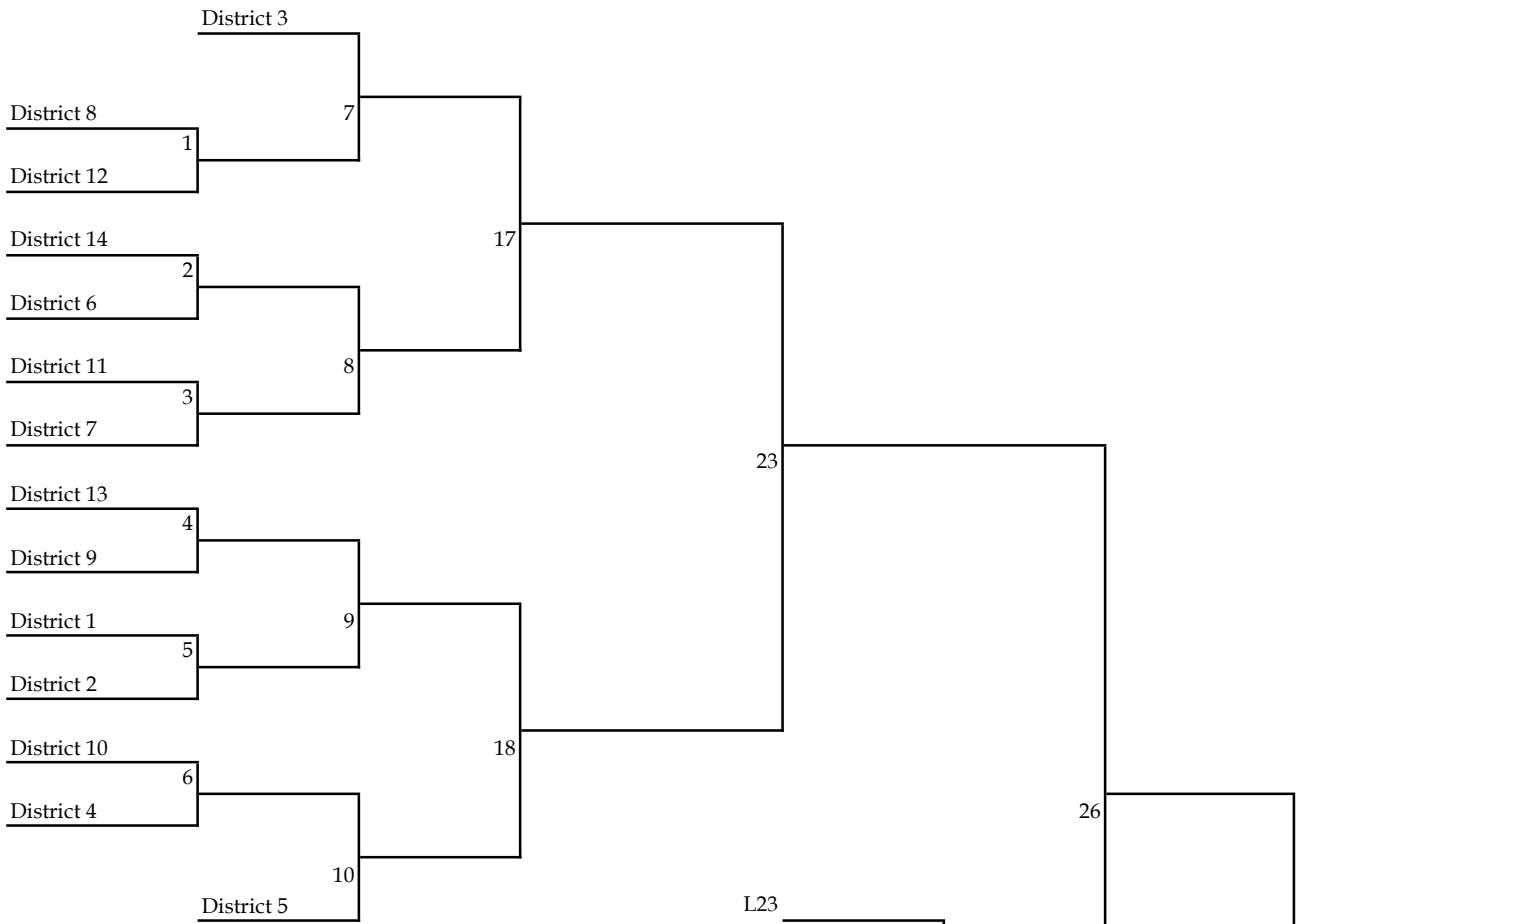 District 3
7
District 8
1
District 12
District 14
17
2
District 6
District 11
8
3
District 7
23
District 13
4
District 9
District 1
9
5
District 2
District 10
18
6
District 4
26
10
District 5
L23